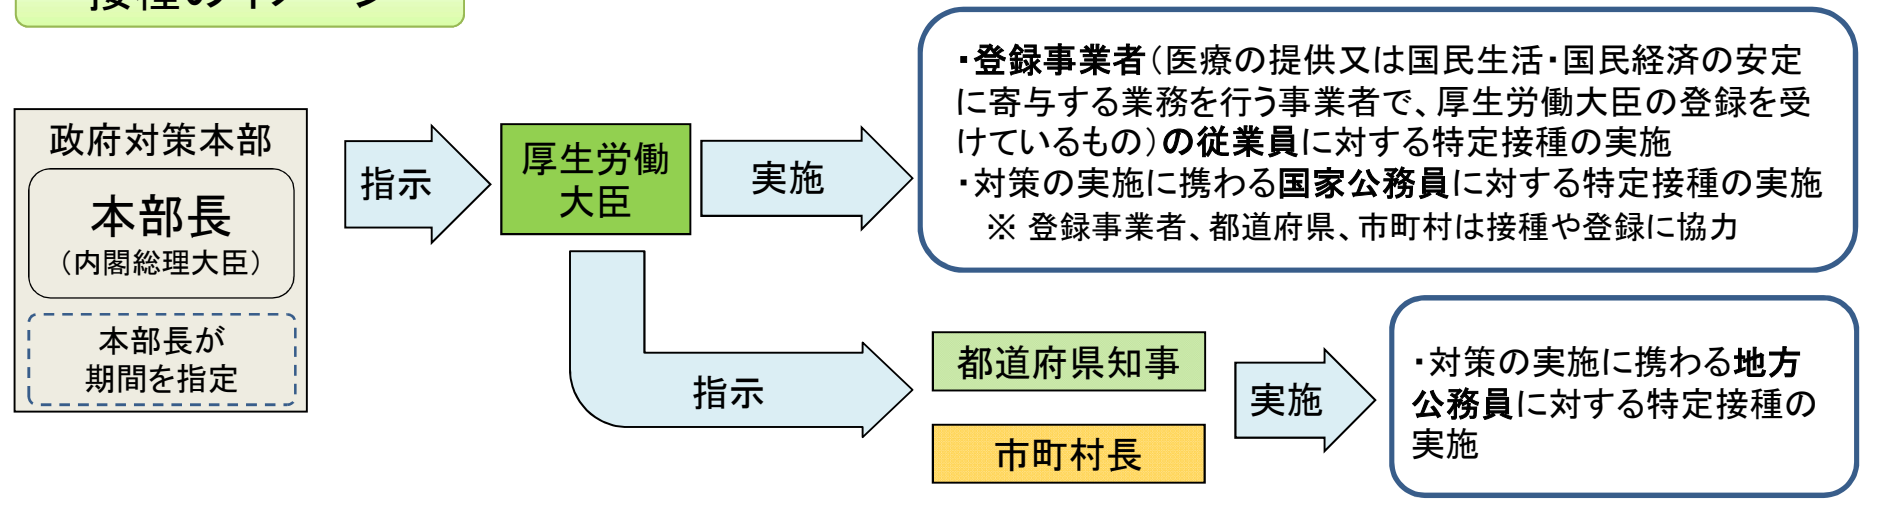 接種のイメージ
政府対策本部
本部長
（内閣総理大臣）
本部長が
期間を指定
指示
厚生労働
大臣
実施
・登録事業者（医療の提供又は国民生活・国民経済の安定
に寄与する業務を行う事業者で、厚生労働大臣の登録を受
けているもの）の従業員に対する特定接種の実施
・対策の実施に携わる国家公務員に対する特定接種の実施
※ 登録事業者、都道府県、市町村は接種や登録に協力
指示
都道府県知事
市町村長
実施
・対策の実施に携わる地方
公務員に対する特定接種の
実施